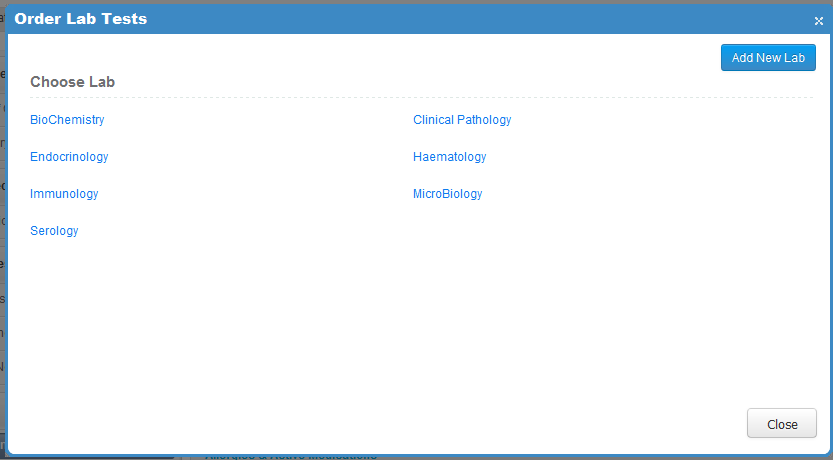 Order Lab Tests
Add New Lab
Choose Lab
BioChemistry
Clinical Pathology
Endocrinology
Haematology
Immunology
MicroBiology
Serology
Close